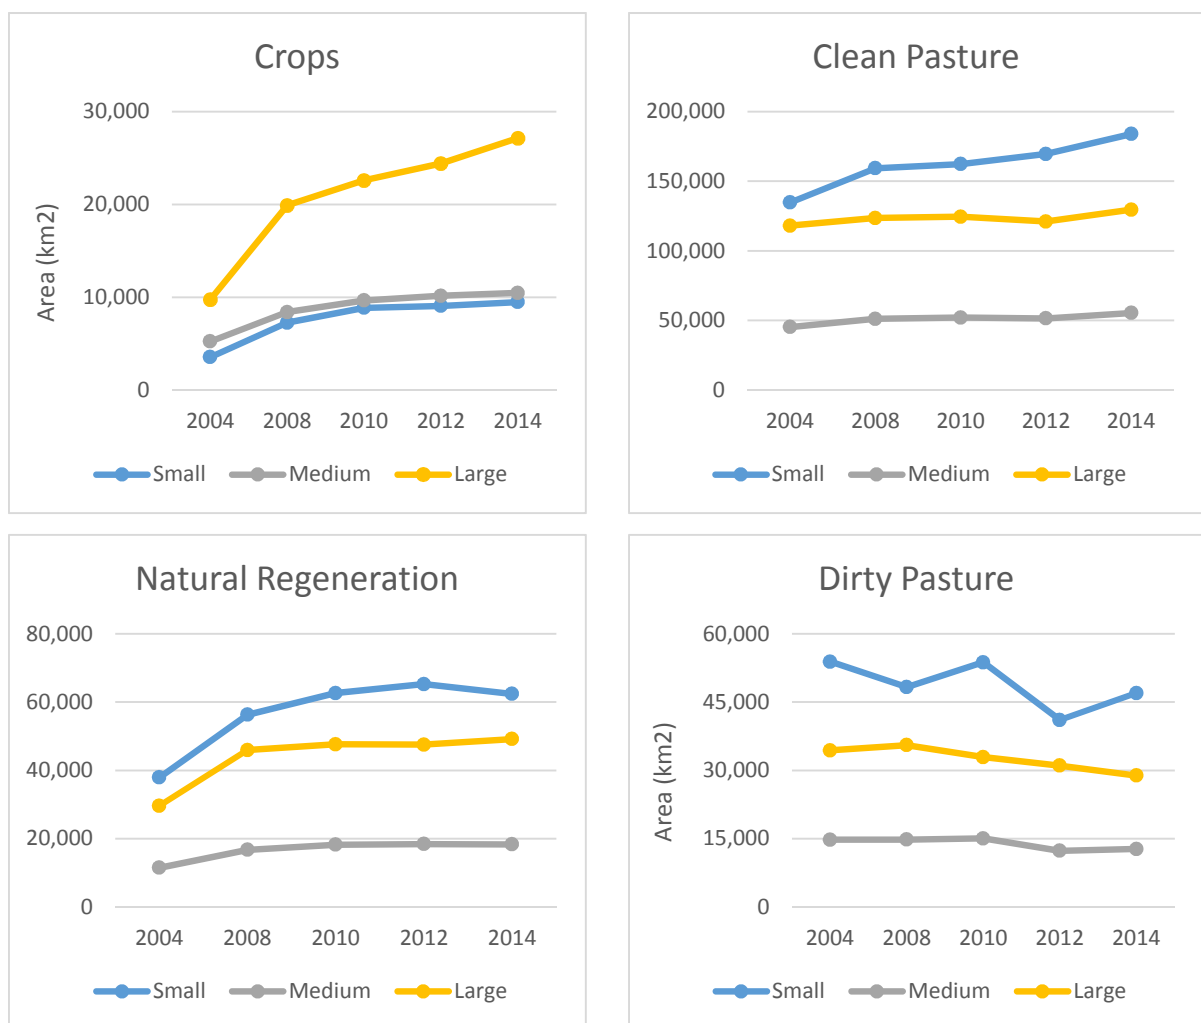 Crops
Area (km2)
30,000
20,000
10,000
0
2004 2008 2010 2012 2014
Small Medium Large
Clean Pasture
200,000
150,000
100,000
50,000
0
2004 2008 2010 2012 2014
Small Medium Large
Natural Regeneration
80,000
60,000
40,000
20,000
0
2004 2008 2010 2012 2014
Small Medium Large
Dirty Pasture
Area (km2)
60,000
45,000
30,000
15,000
0
2004 2008 2010 2012 2014
Small Medium Large